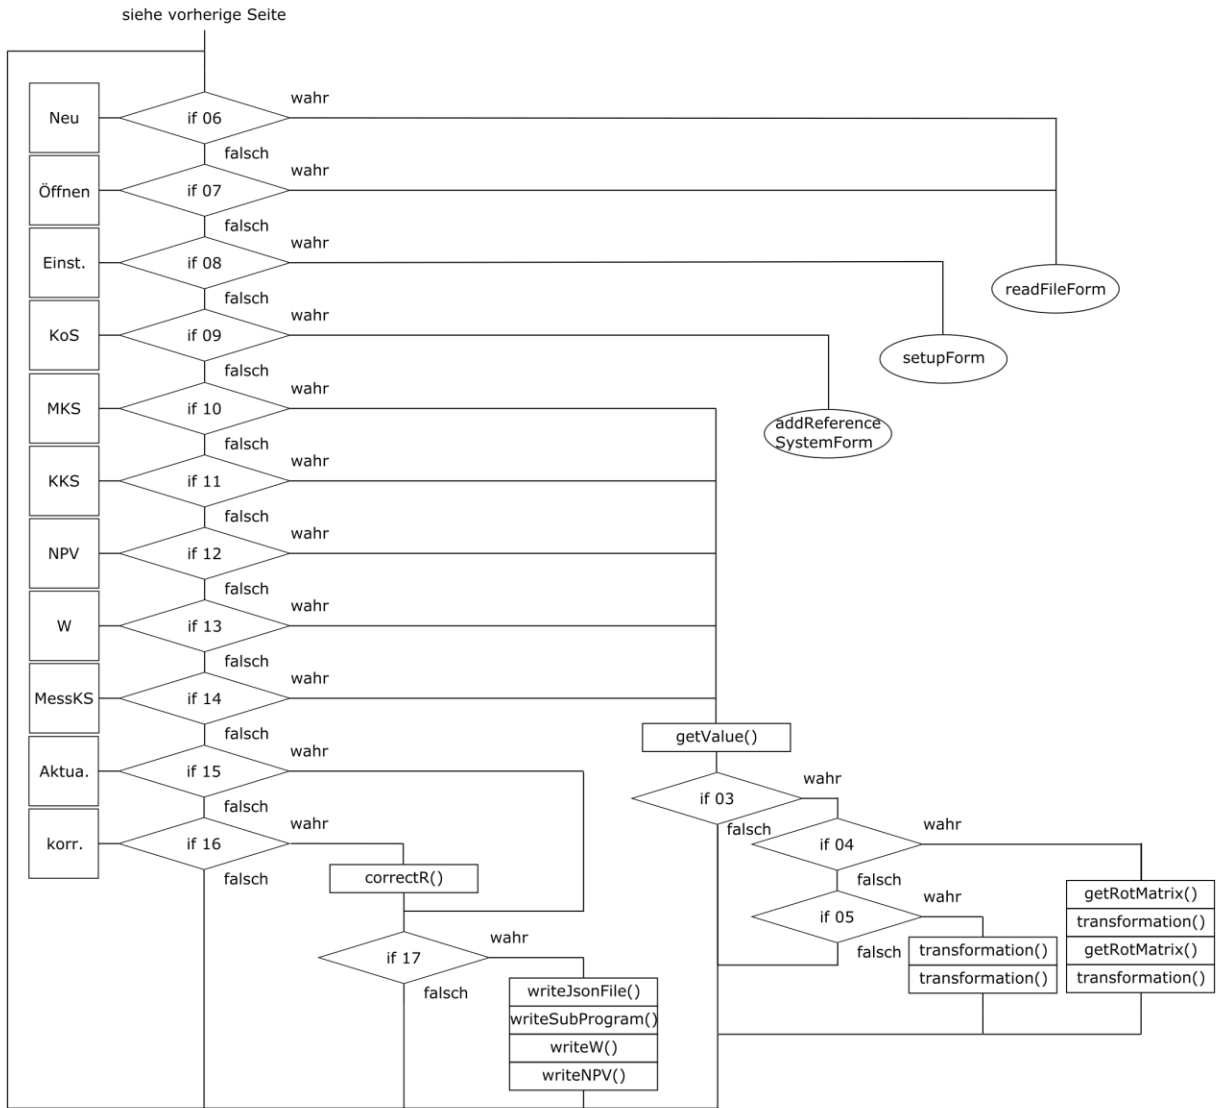 siehe vorherige Seite
Neu
if 06
wahr
falsch
Öffnen
if 07
wahr
falsch
Einst.
if 08
wahr
readFileForm
falsch
KoS
if 09
wahr
setupForm
falsch
MKS
if 10
wahr
addReference
SystemForm
falsch
KKS
if 11
wahr
falsch
NPV
if 12
wahr
falsch
W
if 13
wahr
falsch
MessKS
if 14
wahr
falsch
getValue()
Aktua.
if 15
wahr
falsch
if 03
wahr
falsch
korr.
if 16
wahr
falsch
if 04
wahr
falsch
correctR()
getRotMatrix()
transformation()
getRotMatrix()
transformation()
if 05
wahr
falsch
transformation()
transformation()
if 17
wahr
falsch
writeJsonFile()
writeSubProgram()
writeW()
writeNPV()